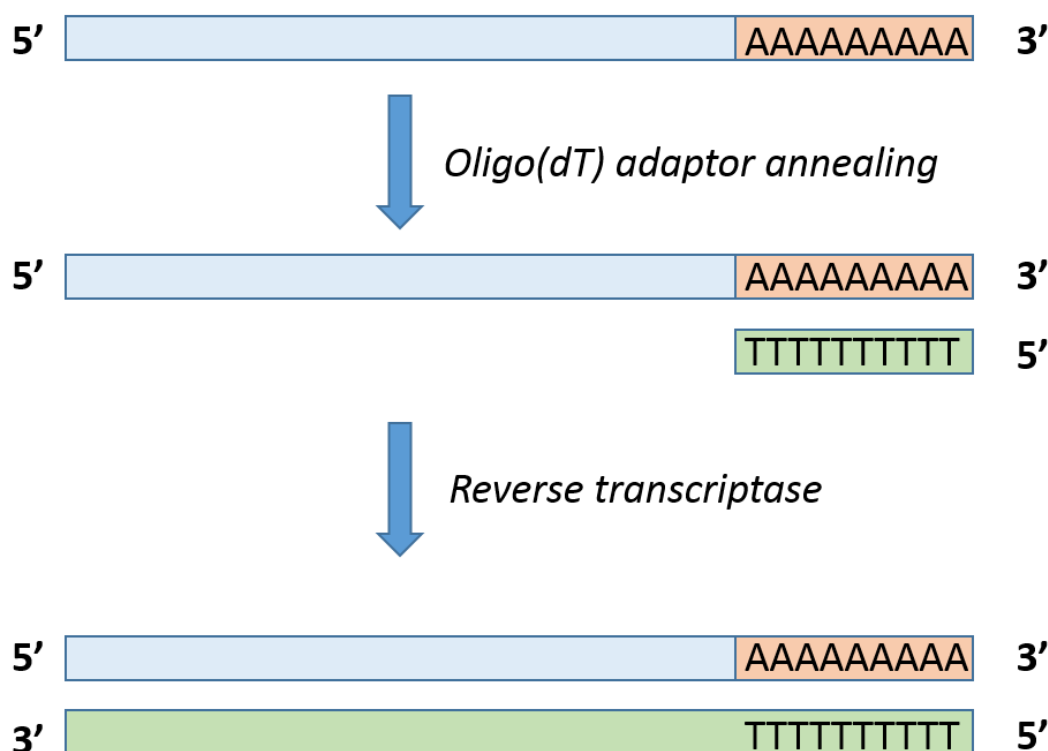 5’ AAAAAAAAA 3’
Oligo(dT) adaptor annealing
5’ AAAAAAAAA 3’
TTTTTTTTTT 5’
Reverse transcriptase
5’ AAAAAAAAA 3’
3’ TTTTTTTTTT 5’